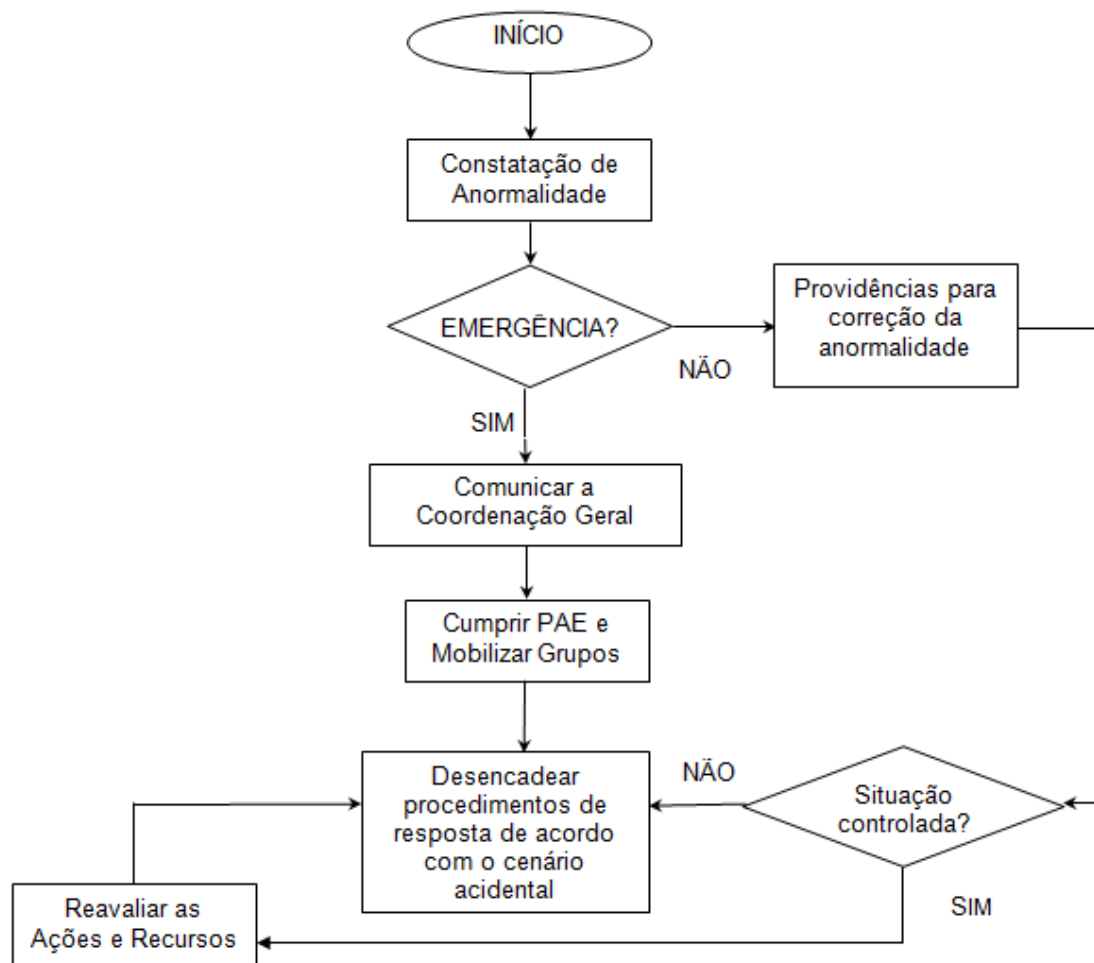 INÍCIO
Constatação de
Anormalidade
EMERGÊNCIA?
NÃO
Providências para
correção da
anormalidade
SIM
Comunicar a
Coordenação Geral
Cumprir PAE e
Mobilizar Grupos
Desencadear
procedimentos de
resposta de acordo
com o cenário
acidental
NÃO
Situação
controlada?
SIM
Reavaliar as
Ações e Recursos